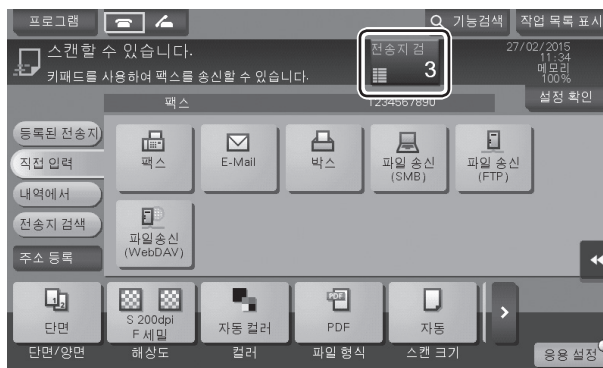 프로그램
기능검색
작업 목록 표시
스캔할 수 있습니다.
키패드를 사용하여 팩스를 송신할 수 있습니다.
전송지 검
3
27/02/2015
11:34
메모리
100%
팩스
1234567890
설정 확인
등록된 전송지
직접 입력
내역에서
전송지 검색
주소 등록
팩스
E-Mail
박스
파일 송신
(SMB)
파일 송신
(FTP)
파일송신
(WebDAV)
단면
S 200dpi
F 세밀
자동 컬러
PDF
자동
단면/양면
해상도
컬러
파일 형식
스캔 크기
응용 설정